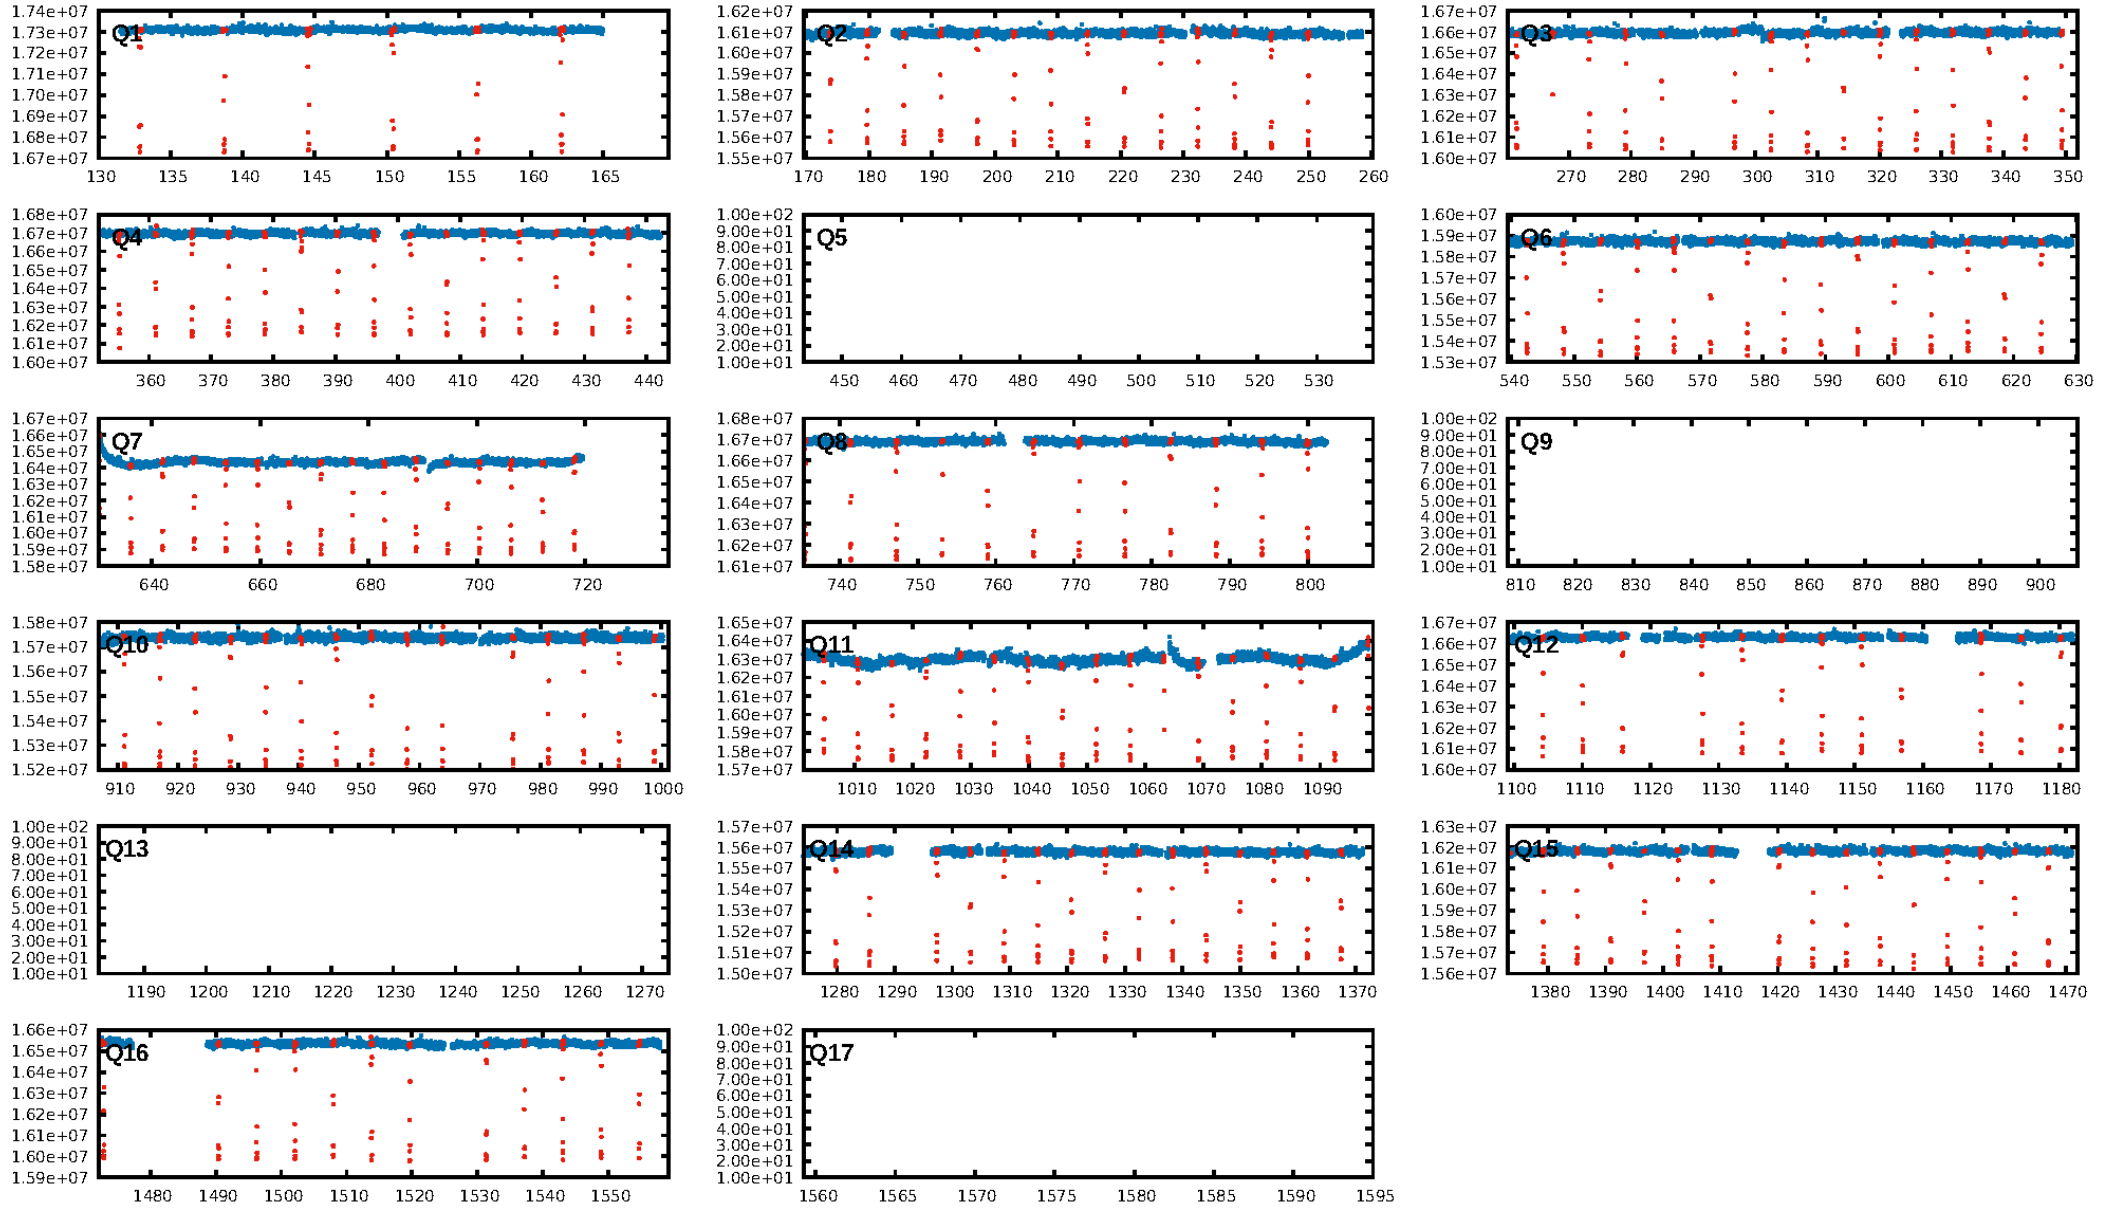 1.74e+07
1.73e+07
1.72e+07
1.71e+07
1.70e+07
1.69e+07
1.68e+07
1.67e+07
Q1
130 135 140 145 150 155 160 165
1.62e+07
1.61e+07
1.60e+07
1.59e+07
1.58e+07
1.57e+07
1.56e+07
1.55e+07
Q2
170 180 190 200 210 220 230 240 250 260
1.67e+07
1.66e+07
1.65e+07
1.64e+07
1.63e+07
1.62e+07
1.61e+07
1.60e+07
Q3
270 280 290 300 310 320 330 340 350
1.68e+07
1.67e+07
1.66e+07
1.65e+07
1.64e+07
1.63e+07
1.62e+07
1.61e+07
1.60e+07
Q4
360 370 380 390 400 410 420 430 440
1.00e+02
9.00e+01
8.00e+01
7.00e+01
6.00e+01
5.00e+01
4.00e+01
3.00e+01
2.00e+01
1.00e+01
Q5
450 460 470 480 490 500 510 520 530
1.60e+07
1.59e+07
1.58e+07
1.57e+07
1.56e+07
1.55e+07
1.54e+07
1.53e+07
Q6
540 550 560 570 580 590 600 610 620 630
1.67e+07
1.66e+07
1.65e+07
1.64e+07
1.63e+07
1.62e+07
1.61e+07
1.60e+07
1.59e+07
1.58e+07
Q7
640 660 680 700 720
1.68e+07
1.67e+07
1.66e+07
1.65e+07
1.64e+07
1.63e+07
1.62e+07
1.61e+07
Q8
740 750 760 770 780 790 800
1.00e+02
9.00e+01
8.00e+01
7.00e+01
6.00e+01
5.00e+01
4.00e+01
3.00e+01
2.00e+01
1.00e+01
Q9
810 820 830 840 850 860 870 880 890 900
1.58e+07
1.57e+07
1.56e+07
1.55e+07
1.54e+07
1.53e+07
1.52e+07
Q10
910 920 930 940 950 960 970 980 990 1000
1.65e+07
1.64e+07
1.63e+07
1.62e+07
1.61e+07
1.60e+07
1.59e+07
1.58e+07
1.57e+07
Q11
1010 1020 1030 1040 1050 1060 1070 1080 1090
1.67e+07
1.66e+07
1.65e+07
1.64e+07
1.63e+07
1.62e+07
1.61e+07
1.60e+07
Q12
1100 1110 1120 1130 1140 1150 1160 1170 1180
1.00e+02
9.00e+01
8.00e+01
7.00e+01
6.00e+01
5.00e+01
4.00e+01
3.00e+01
2.00e+01
1.00e+01
Q13
1190 1200 1210 1220 1230 1240 1250 1260 1270
1.57e+07
1.56e+07
1.55e+07
1.54e+07
1.53e+07
1.52e+07
1.51e+07
1.50e+07
Q14
1280 1290 1300 1310 1320 1330 1340 1350 1360 1370
1.63e+07
1.62e+07
1.61e+07
1.60e+07
1.59e+07
1.58e+07
1.57e+07
1.56e+07
Q15
1380 1390 1400 1410 1420 1430 1440 1450 1460 1470
1.66e+07
1.65e+07
1.64e+07
1.63e+07
1.62e+07
1.61e+07
1.60e+07
1.59e+07
Q16
1480 1490 1500 1510 1520 1530 1540 1550
1.00e+02
9.00e+01
8.00e+01
7.00e+01
6.00e+01
5.00e+01
4.00e+01
3.00e+01
2.00e+01
1.00e+01
Q17
1560 1565 1570 1575 1580 1585 1590 1595